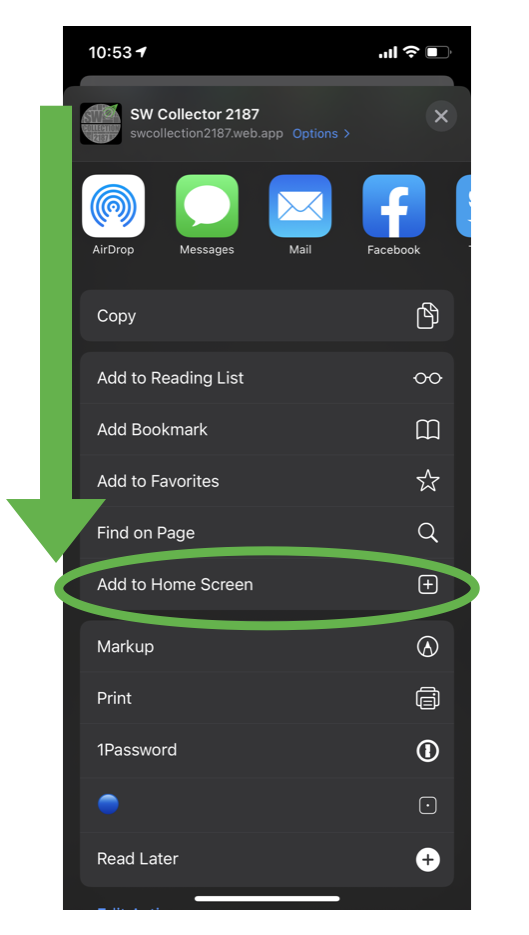 10:53
SW Collector 2187
swcollection2187.web.app Options >
AirDrop Messages Mail Facebook
Copy
Add to Reading List
Add Bookmark
Add to Favorites
Find on Page
Add to Home Screen
Markup
Print
1Password
Read Later